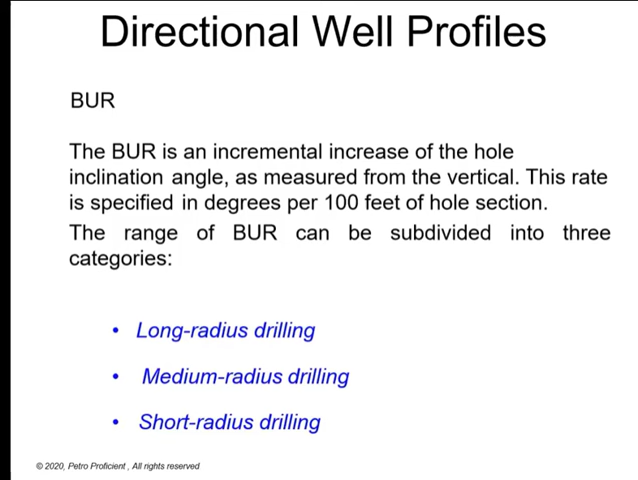 Directional Well Profiles
BUR
The BUR is an incremental increase of the hole
inclination angle, as measured from the vertical. This rate
is specified in degrees per 100 feet of hole section.
The range of BUR can be subdivided into three
categories:
• Long-radius drilling
• Medium-radius drilling
• Short-radius drilling
© 2020, Petro Proficient , All rights reserved